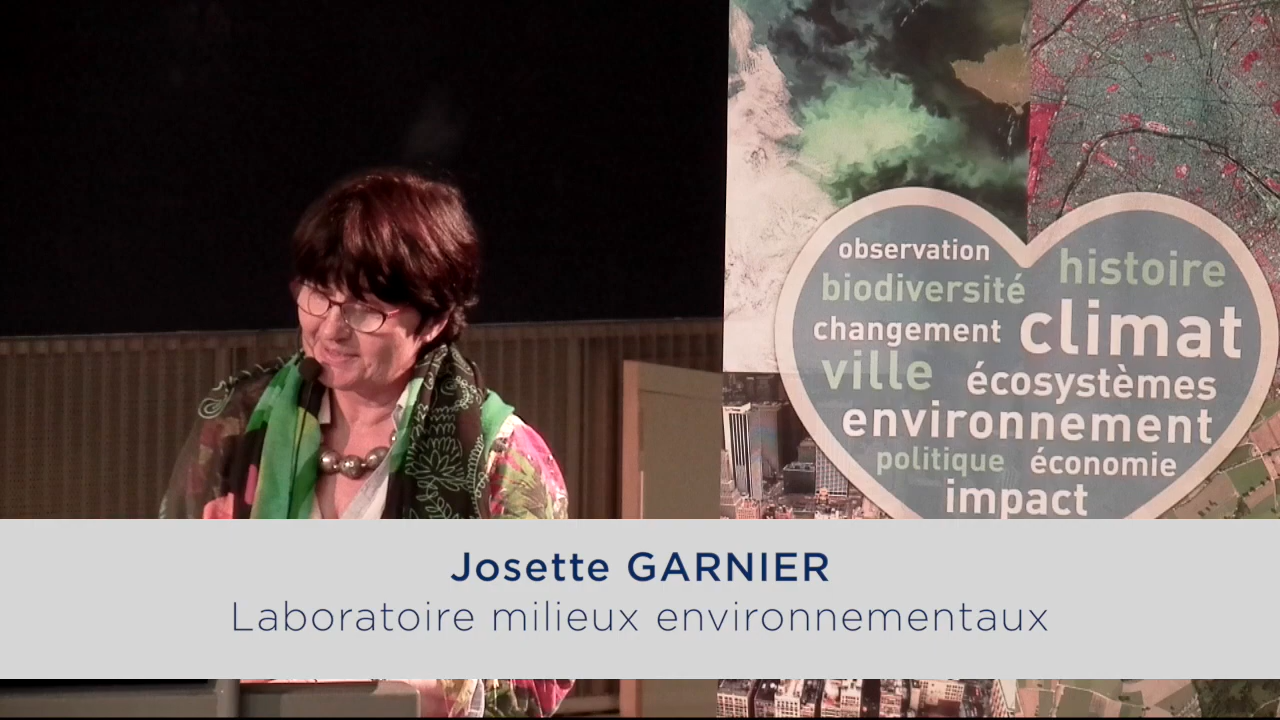 observation
histoire
biodiversité
changement
climat
ville
écosystèmes
environnement
politique économie
impact
Josette GARNIER
Laboratoire milieux environnementaux